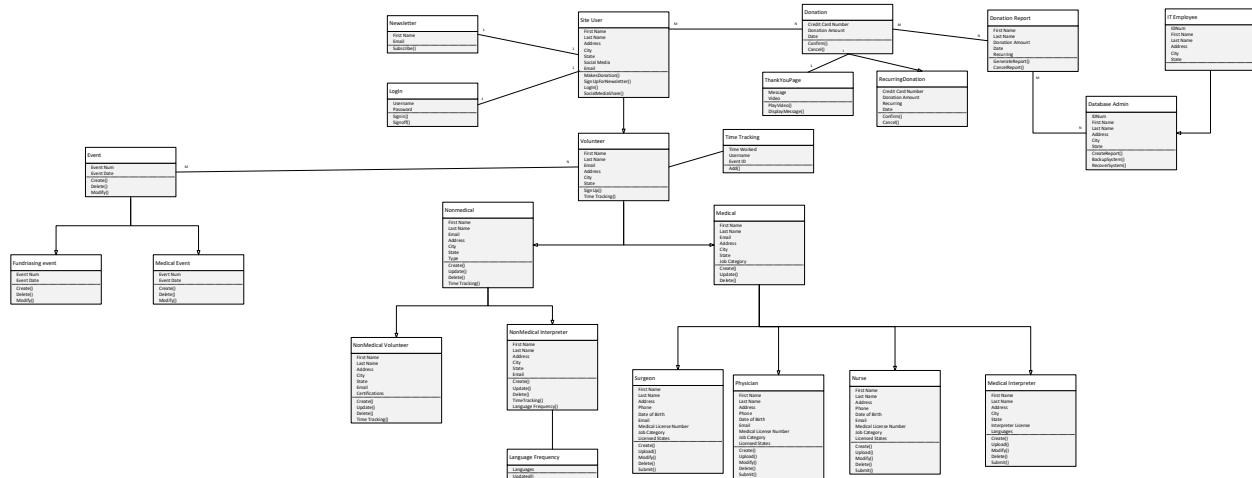 Newsletter
First Name
Last Name
Email
Subscribe()
Site User
First Name
Last Name
Address
City
State
Social Media
Email
MakesDonation()
SignUpForNewsletter()
LogIn()
SocialMediaShare()
Donation
Credit Card Number
Donation Amount
Date
Confirm()
Cancel()
Donation Report
First Name
Last Name
Donation Amount
Date
Recurring
GenerateReport()
CancelReport()
IT Employee
IDNum
First Name
Last Name
Address
City
State
LogIn
Username
Password
Signin()
Signoff()
ThankYouPage
Message
Video
PlayVideo()
DisplayMessage()
RecurringDonation
Credit Card Number
Donation Amount
Recurring
Date
Confirm()
Cancel()
Database Admin
IDNum
First Name
Last Name
Address
City
State
CreateReport()
BackupSystem()
RecoverSystem()
M
N
M
N
M
N
1
1
1
1
1
1
Event
Event Num
Event Date
Create()
Delete()
Modify()
M
N
Volunteer
First Name
Last Name
Email
Address
City
State
SignUp()
Time Tracking()
Time Tracking
Time Worked
Username
Event ID
Add()
Nonmedical
First Name
Last Name
Email
Address
City
State
Type
Create()
Update()
Delete()
TimeTracking()
Medical
First Name
Last Name
Email
Address
City
State
Job Category
Create()
Update()
Delete()
Fundriasing event
Event Num
Event Date
Create()
Delete()
Modify()
Medical Event
Event Num
Event Date
Create()
Delete()
Modify()
NonMedical Volunteer
First Name
Last Name
Address
City
State
Email
Certifications
Create()
Update()
Delete()
Time Tracking()
NonMedical Interpreter
First Name
Last Name
Address
City
State
Email
Create()
Update()
Delete()
TimeTracking()
Language Frequency()
Language Frequency
Languages
Updated()
Surgeon
First Name
Last Name
Address
Phone
Date of Birth
Email
Medical License Number
Job Category
Licensed States
Create()
Upload()
Modify()
Delete()
Submit()
Physician
First Name
Last Name
Address
Phone
Date of Birth
Email
Medical License Number
Job Category
Licensed States
Create()
Upload()
Modify()
Delete()
Submit()
Nurse
First Name
Last Name
Address
Phone
Date of Birth
Email
Medical License Number
Job Category
Licensed States
Create()
Upload()
Modify()
Delete()
Submit()
Medical Interpreter
First Name
Last Name
Address
City
State
Interpreter License
Languages
Create()
Upload()
Modify()
Delete()
Submit()